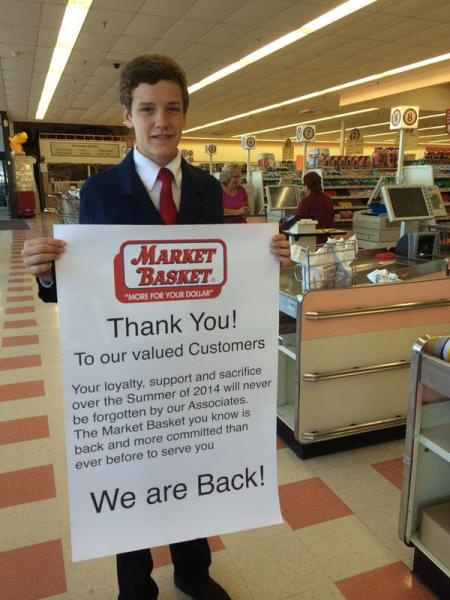 MARKET
BASKET
"MORE FOR YOUR DOLLAR"
Thank You!
To our valued Customers
Your loyalty, support and sacrifice
over the Summer of 2014 will never
be forgotten by our Associates.
The Market Basket you know is
back and more committed than
ever before to serve you
We are Back!
8
7